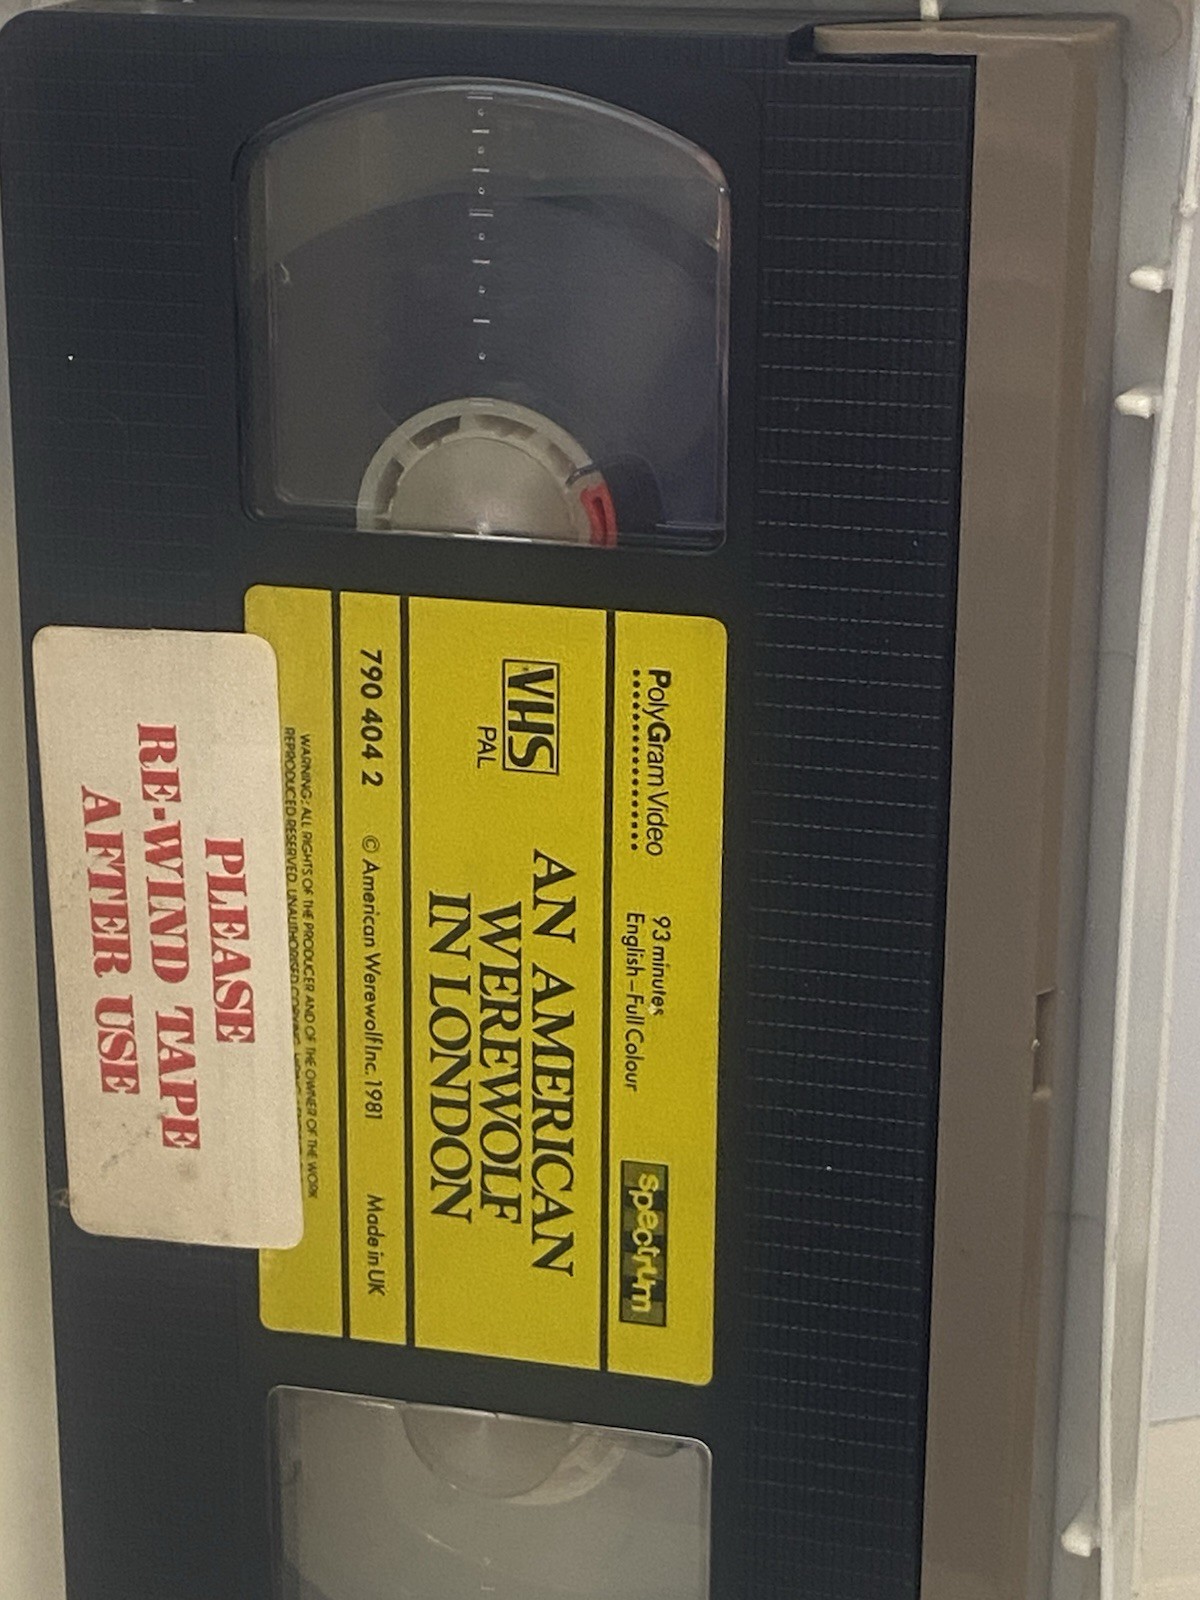 PolyGram Video
93 minutes
English–Full Colour
spectrum
VHS
PAL
AN AMERICAN
WEREWOLF
IN LONDON
790 404 2 © American Werewolf Inc. 1981 Made in UK
WARNING: ALL RIGHTS OF THE PRODUCER AND OF THE OWNER OF THE WORK
REPRODUCED RESERVED. UNAUTHORISED COPYING,
PLEASE
RE-WIND TAPE
AFTER USE